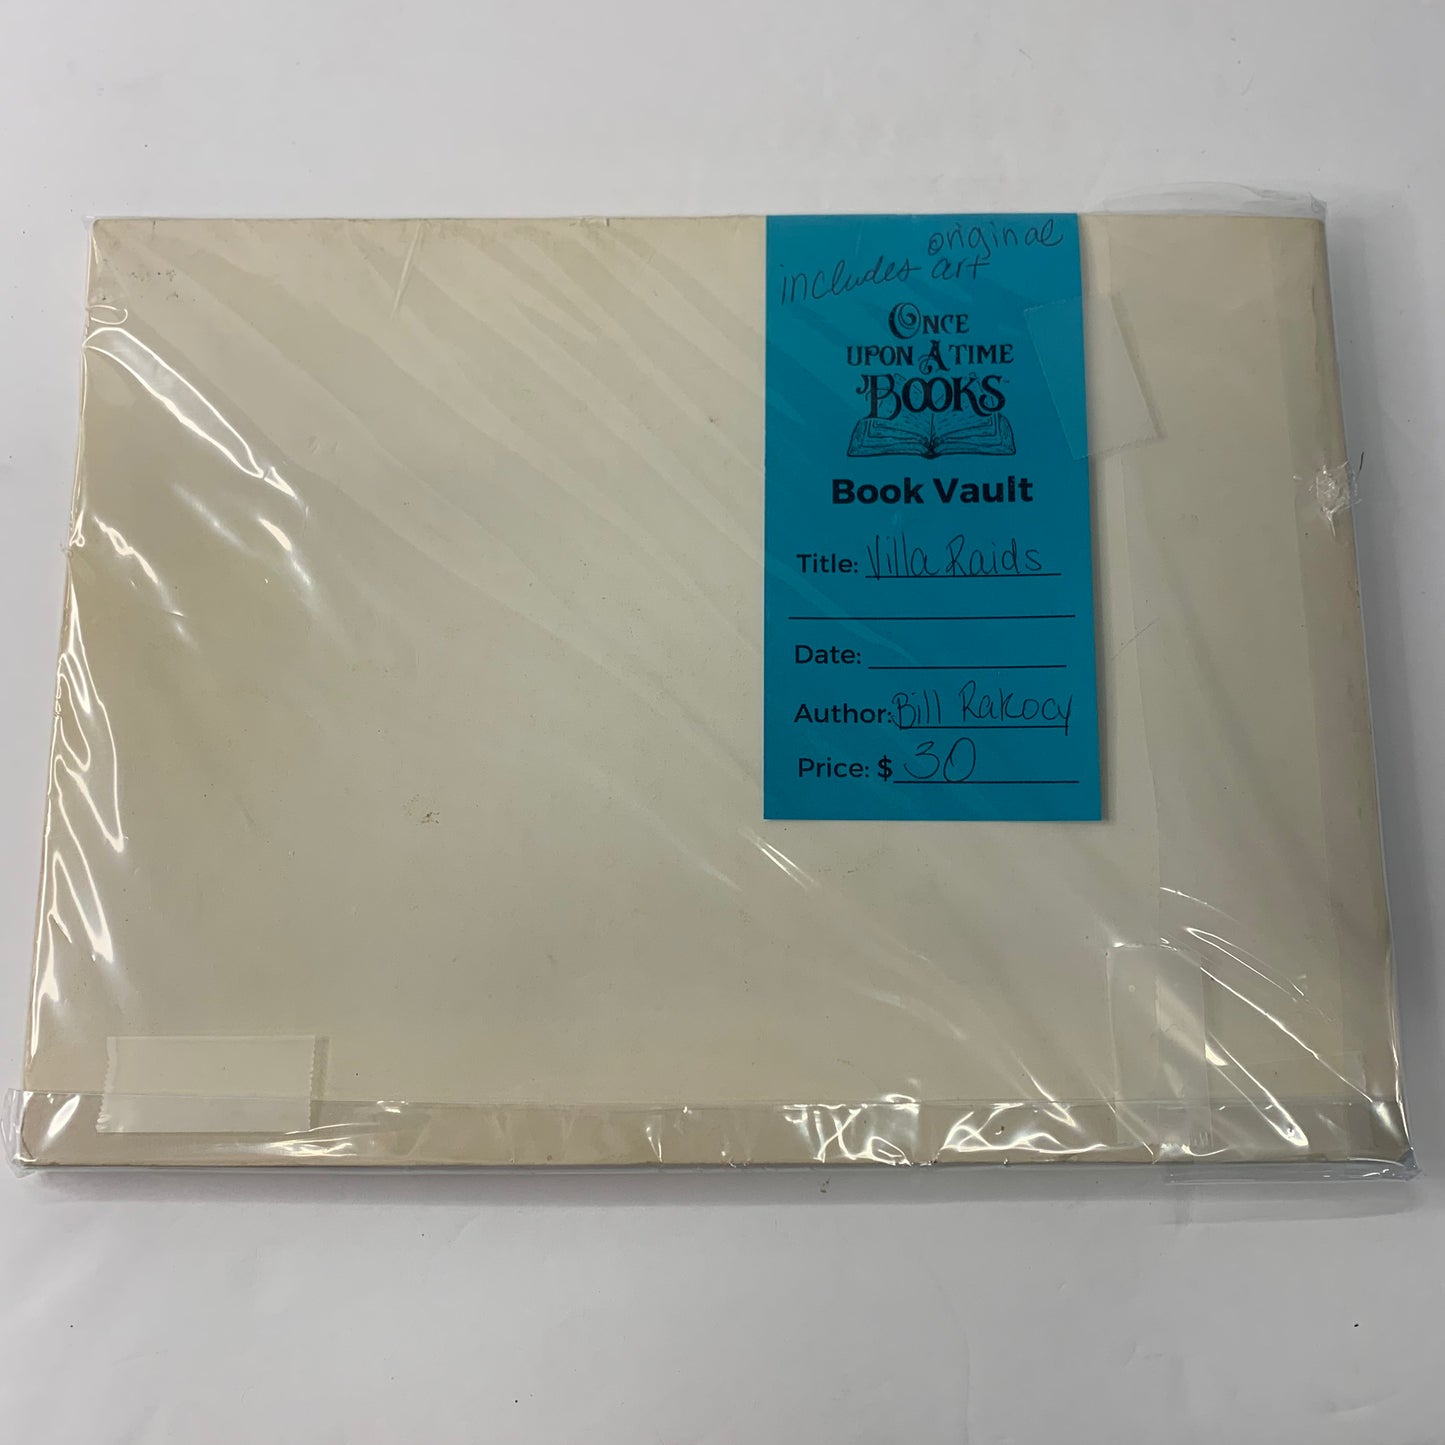 original
includes art
ONCE
UPON A TIME
BOOKS
Book Vault
Title: Villa Raids
Date:
Author: Bill Rakocy
Price: $ 30